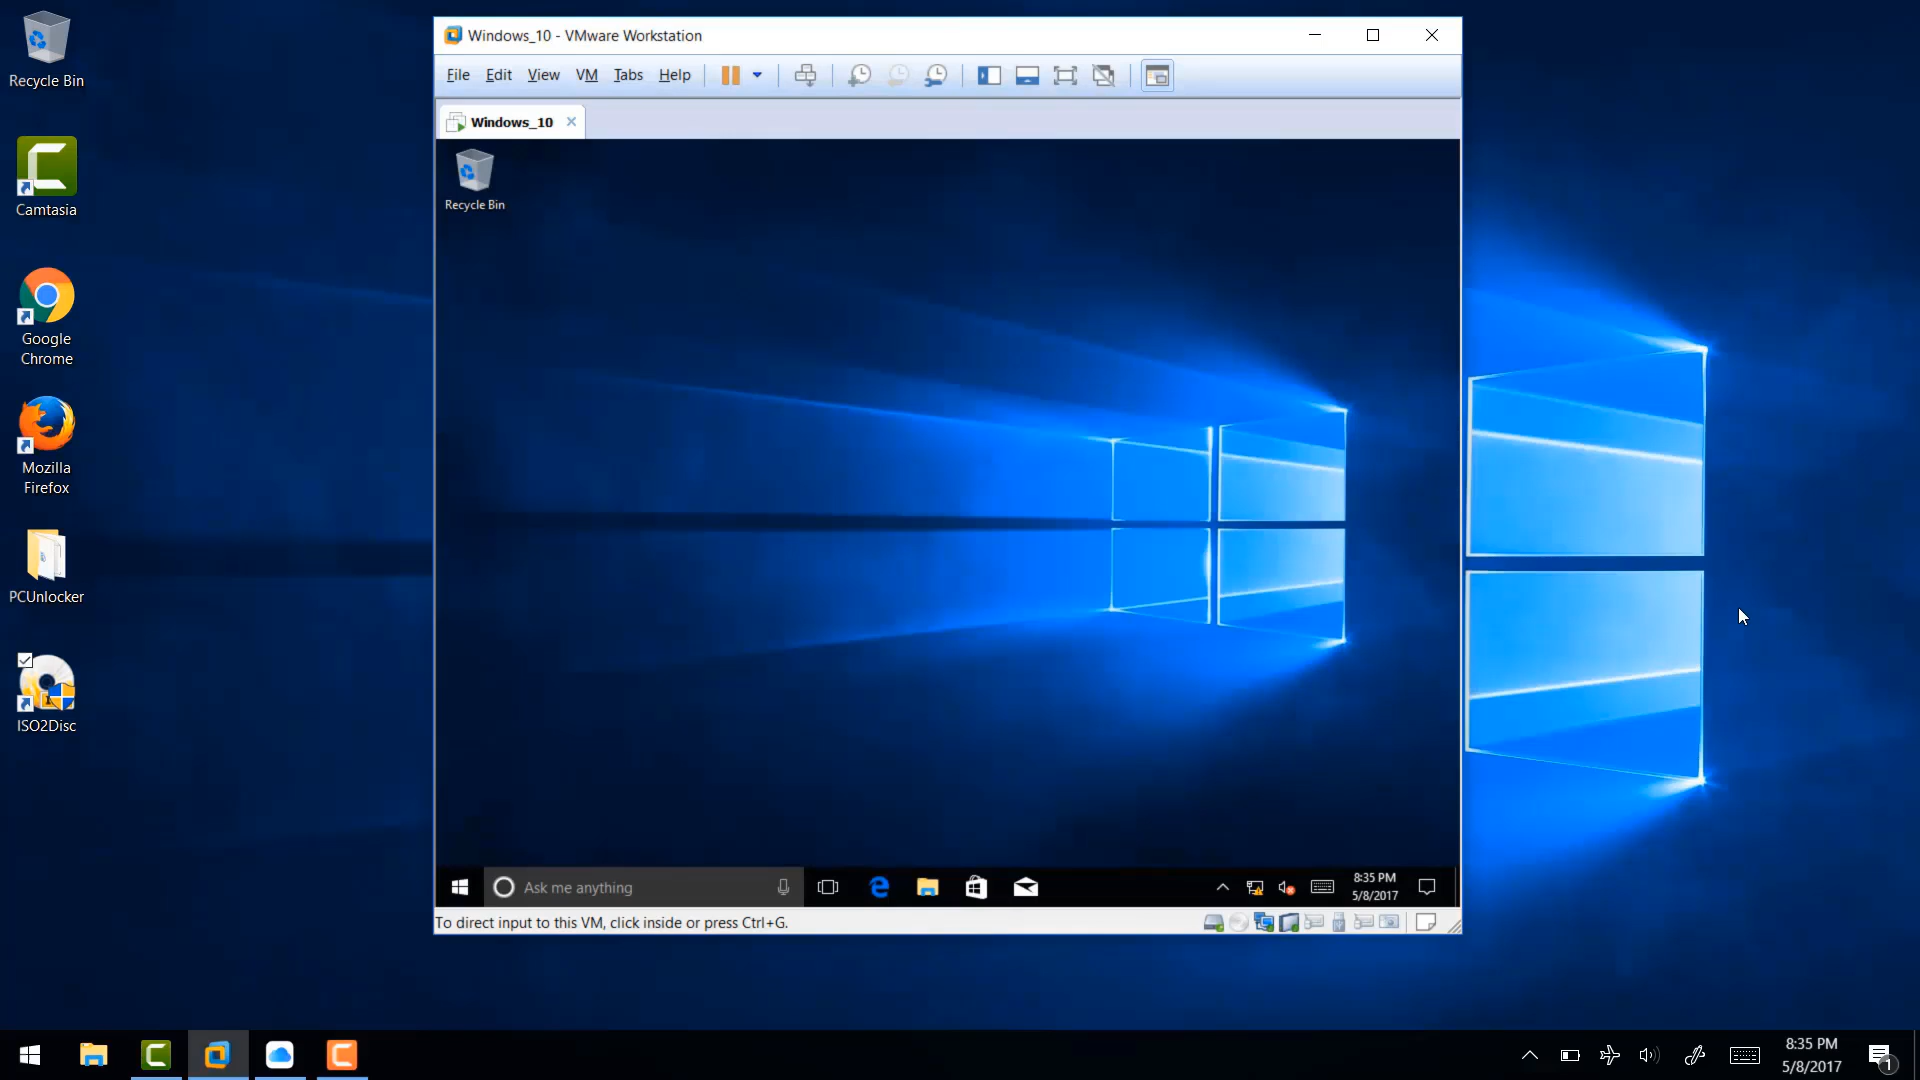 Recycle Bin
Camtasia
Google
Chrome
Mozilla
Firefox
PCUnlocker
ISO2Disc
Windows_10 - VMware Workstation
File Edit View VM Tabs Help
Windows_10
Recycle Bin
Ask me anything
8:35 PM
5/8/2017
To direct input to this VM, click inside or press Ctrl+G.
8:35 PM
5/8/2017
1